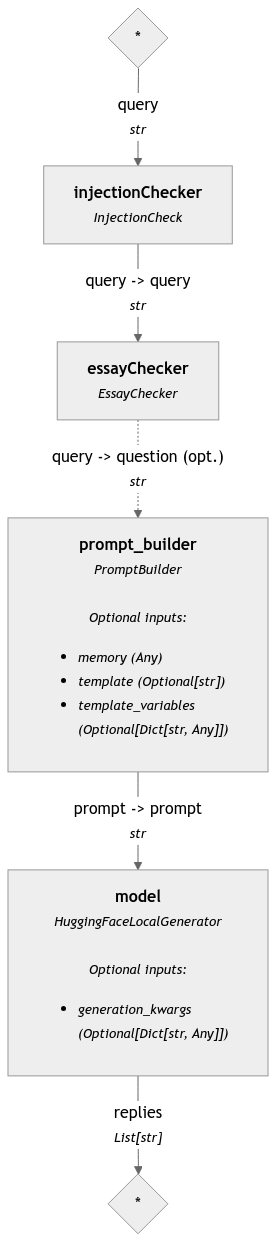 *
query
str
injectionChecker
InjectionCheck
query -> query
str
essayChecker
EssayChecker
query -> question (opt.)
str
prompt_builder
PromptBuilder
Optional inputs:
• memory (Any)
• template (Optional[str])
• template_variables
(Optional[Dict[str, Any]])
prompt -> prompt
str
model
HuggingFaceLocalGenerator
Optional inputs:
• generation_kwargs
(Optional[Dict[str, Any]])
replies
List[str]
*